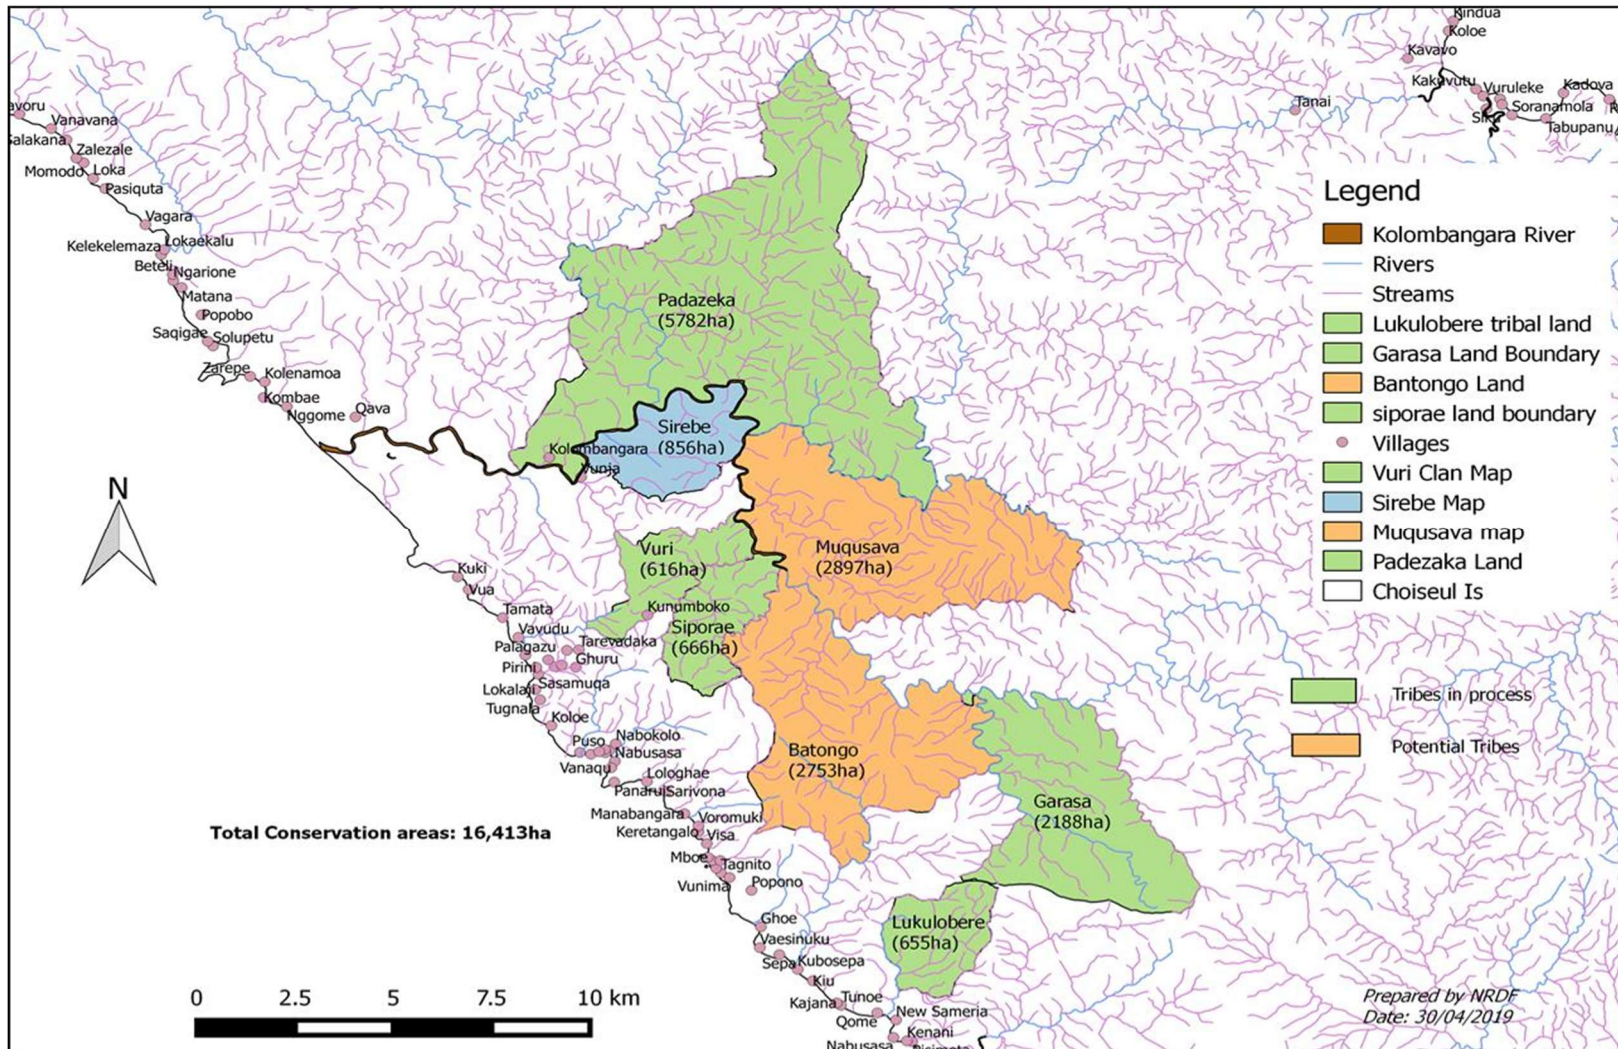 Kindua
Koloe
Kavavo
Kakuvutu
Vuruleke
Kadova
Soranamola
Tabupanu
Tanai
avoru
Vanavana
Salakana
Zalezale
Momodo
Loka
Pasiquta
Vagara
Kelekelemaza
Lokaekalu
Beteli
Ngarione
Matana
Popobo
Saqigae
Solupetu
Zarepe
Kolenamoa
Kombae
Nggome
Qava
Padazeka
(5782ha)
Sirebe
(856ha)
Kolombangara
Vunja
Muqusava
(2897ha)
Vuri
(616ha)
Kunumboko
Siporae
(666ha)
Batongo
(2753ha)
Garasa
(2188ha)
Lukulobere
(655ha)
N
Kuki
Vua
Tamata
Vavudu
Palagazu
Tarevadaka
Pirini
Ghuru
Sasamuqa
Lokalaji
Tugnala
Koloe
Puso
Nabokolo
Nabusasa
Vanaqu
Lologhae
Panarui
Sarivona
Manabangara
Voromuki
Keretangalo
Visa
Mboe
Tagnito
Vunima
Popono
Ghoe
Vaesinuku
Sepa
Kubosepa
Kiu
Kajana
Tunoe
Qome
New Sameria
Kenani
Nabusasa
Total Conservation areas: 16,413ha
0 2.5 5 7.5 10 km
Legend
Kolombangara River
Rivers
Streams
Lukulobere tribal land
Garasa Land Boundary
Bantongo Land
siporae land boundary
Villages
Vuri Clan Map
Sirebe Map
Muqusava map
Padezaka Land
Choiseul Is
Tribes in process
Potential Tribes
Prepared by NRDF
Date: 30/04/2019